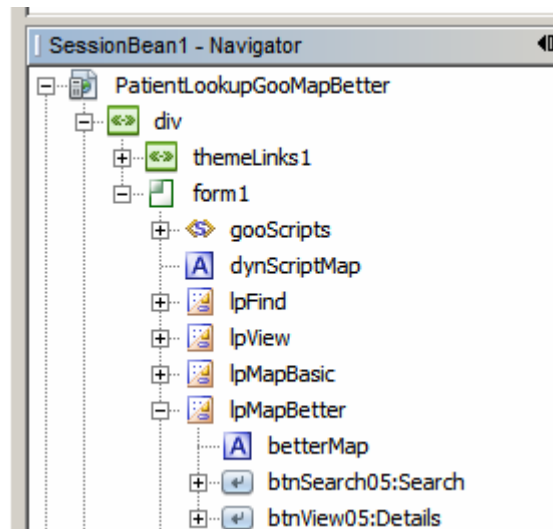 SessionBean1 - Navigator
PatientLookupGooMapBetter
div
themeLinks1
form1
gooScripts
dynScriptMap
lpFind
lpView
lpMapBasic
lpMapBetter
betterMap
btnSearch05:Search
btnView05:Details